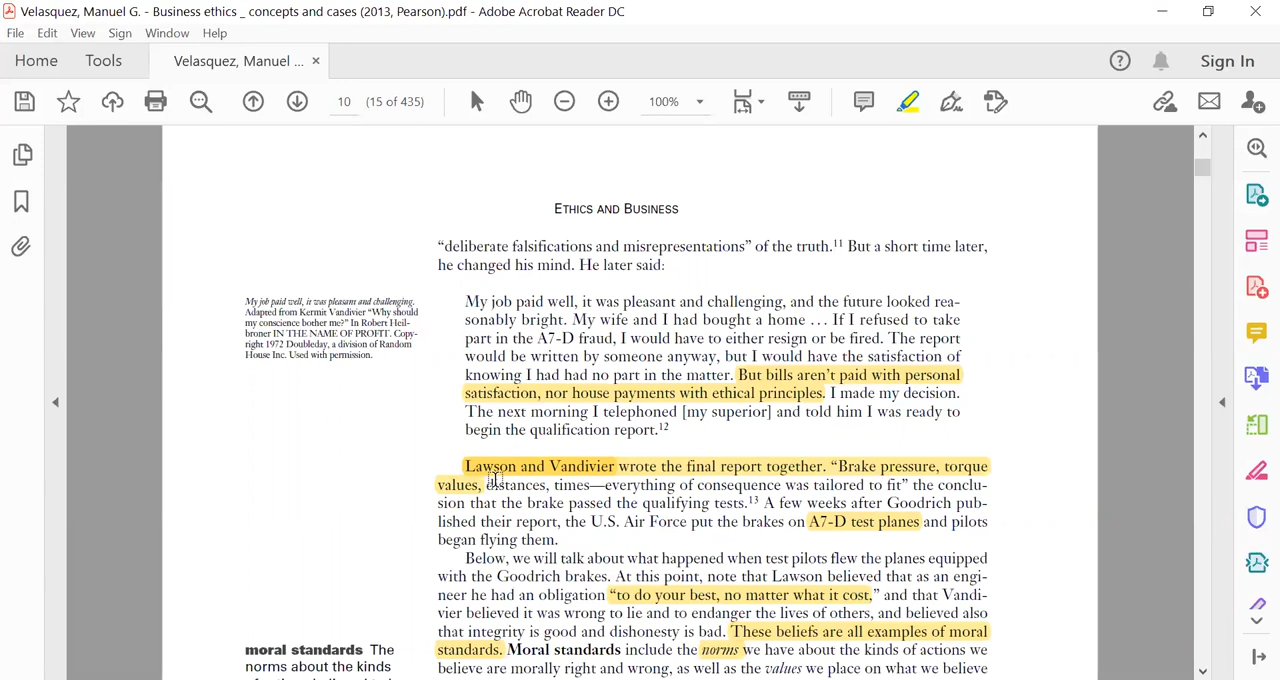 Velasquez, Manuel G. - Business ethics _ concepts and cases (2013, Pearson).pdf - Adobe Acrobat Reader DC
File Edit View Sign Window Help
Home Tools Velasquez, Manuel ... × Sign In
10 (15 of 435) 100%
ETHICS AND BUSINESS
“deliberate falsifications and misrepresentations” of the truth.¹¹ But a short time later,
he changed his mind. He later said:
My job paid well, it was pleasant and challenging.
Adapted from Kermit Vandivier “Why should
my conscience bother me?” In Robert Heil-
broner IN THE NAME OF PROFIT. Copy-
right 1972 Doubleday, a division of Random
House Inc. Used with permission.
My job paid well, it was pleasant and challenging, and the future looked rea-
sonably bright. My wife and I had bought a home … If I refused to take
part in the A7-D fraud, I would have to either resign or be fired. The report
would be written by someone anyway, but I would have the satisfaction of
knowing I had had no part in the matter. But bills aren’t paid with personal
satisfaction, nor house payments with ethical principles. I made my decision.
The next morning I telephoned [my superior] and told him I was ready to
begin the qualification report.¹²
Lawson and Vandivier wrote the final report together. “Brake pressure, torque
values, distances, times—everything of consequence was tailored to fit” the conclu-
sion that the brake passed the qualifying tests.¹³ A few weeks after Goodrich pub-
lished their report, the U.S. Air Force put the brakes on A7-D test planes and pilots
began flying them.
Below, we will talk about what happened when test pilots flew the planes equipped
with the Goodrich brakes. At this point, note that Lawson believed that as an engi-
neer he had an obligation “to do your best, no matter what it cost,” and that Vandi-
vier believed it was wrong to lie and to endanger the lives of others, and believed also
that integrity is good and dishonesty is bad. These beliefs are all examples of moral
standards. Moral standards include the norms we have about the kinds of actions we
believe are morally right and wrong, as well as the values we place on what we believe
moral standards The
norms about the kinds